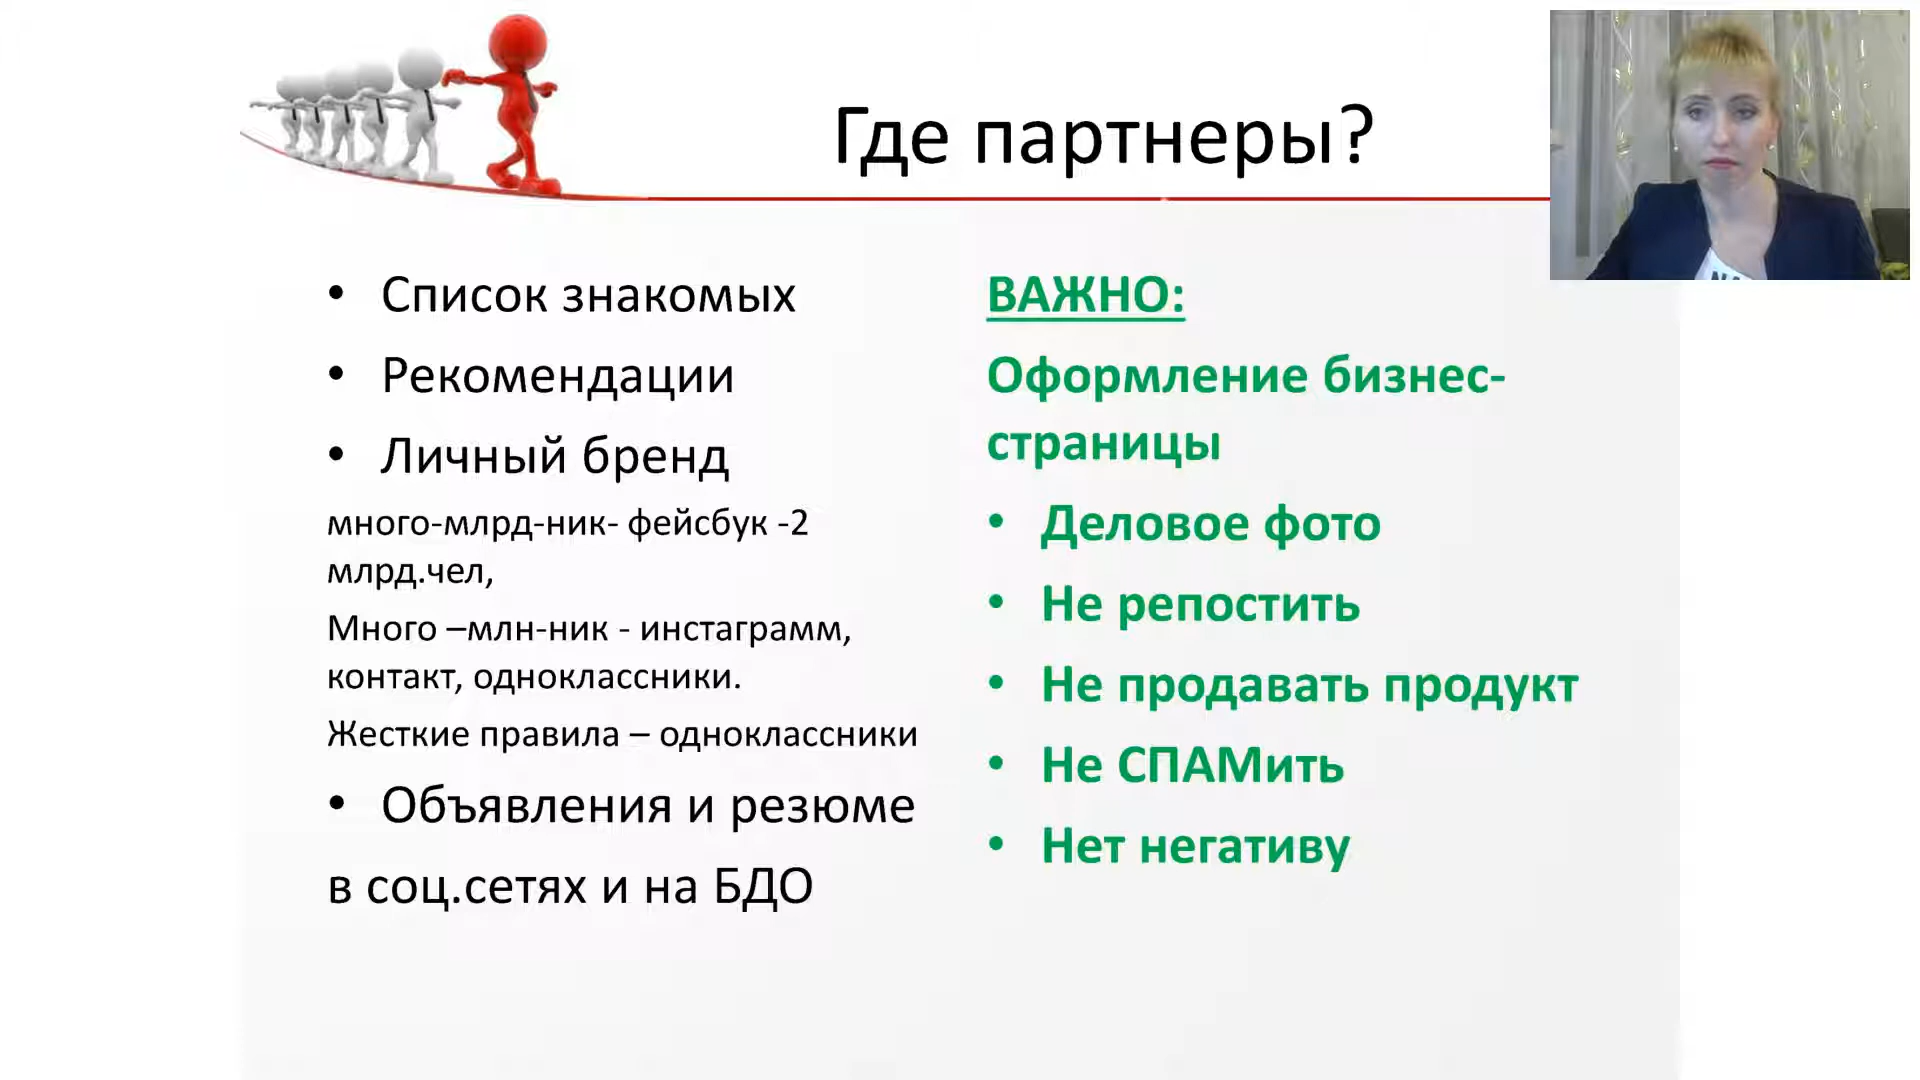 Где партнеры?
• Список знакомых
• Рекомендации
• Личный бренд
много-млрд-ник- фейсбук -2
млрд.чел,
Много –млн-ник - инстаграмм,
контакт, одноклассники.
Жесткие правила – одноклассники
• Объявления и резюме
в соц.сетях и на БДО
ВАЖНО:
Оформление бизнес-
страницы
• Деловое фото
• Не репостить
• Не продавать продукт
• Не СПАМить
• Нет негативу